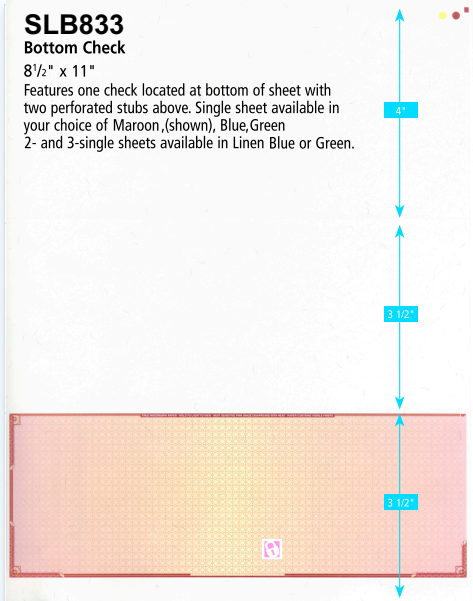 SLB833
Bottom Check
8 1/2" x 11"
Features one check located at bottom of sheet with
two perforated stubs above. Single sheet available in
your choice of Maroon,(shown), Blue,Green
2- and 3-single sheets available in Linen Blue or Green.
4"
3 1/2"
3 1/2"